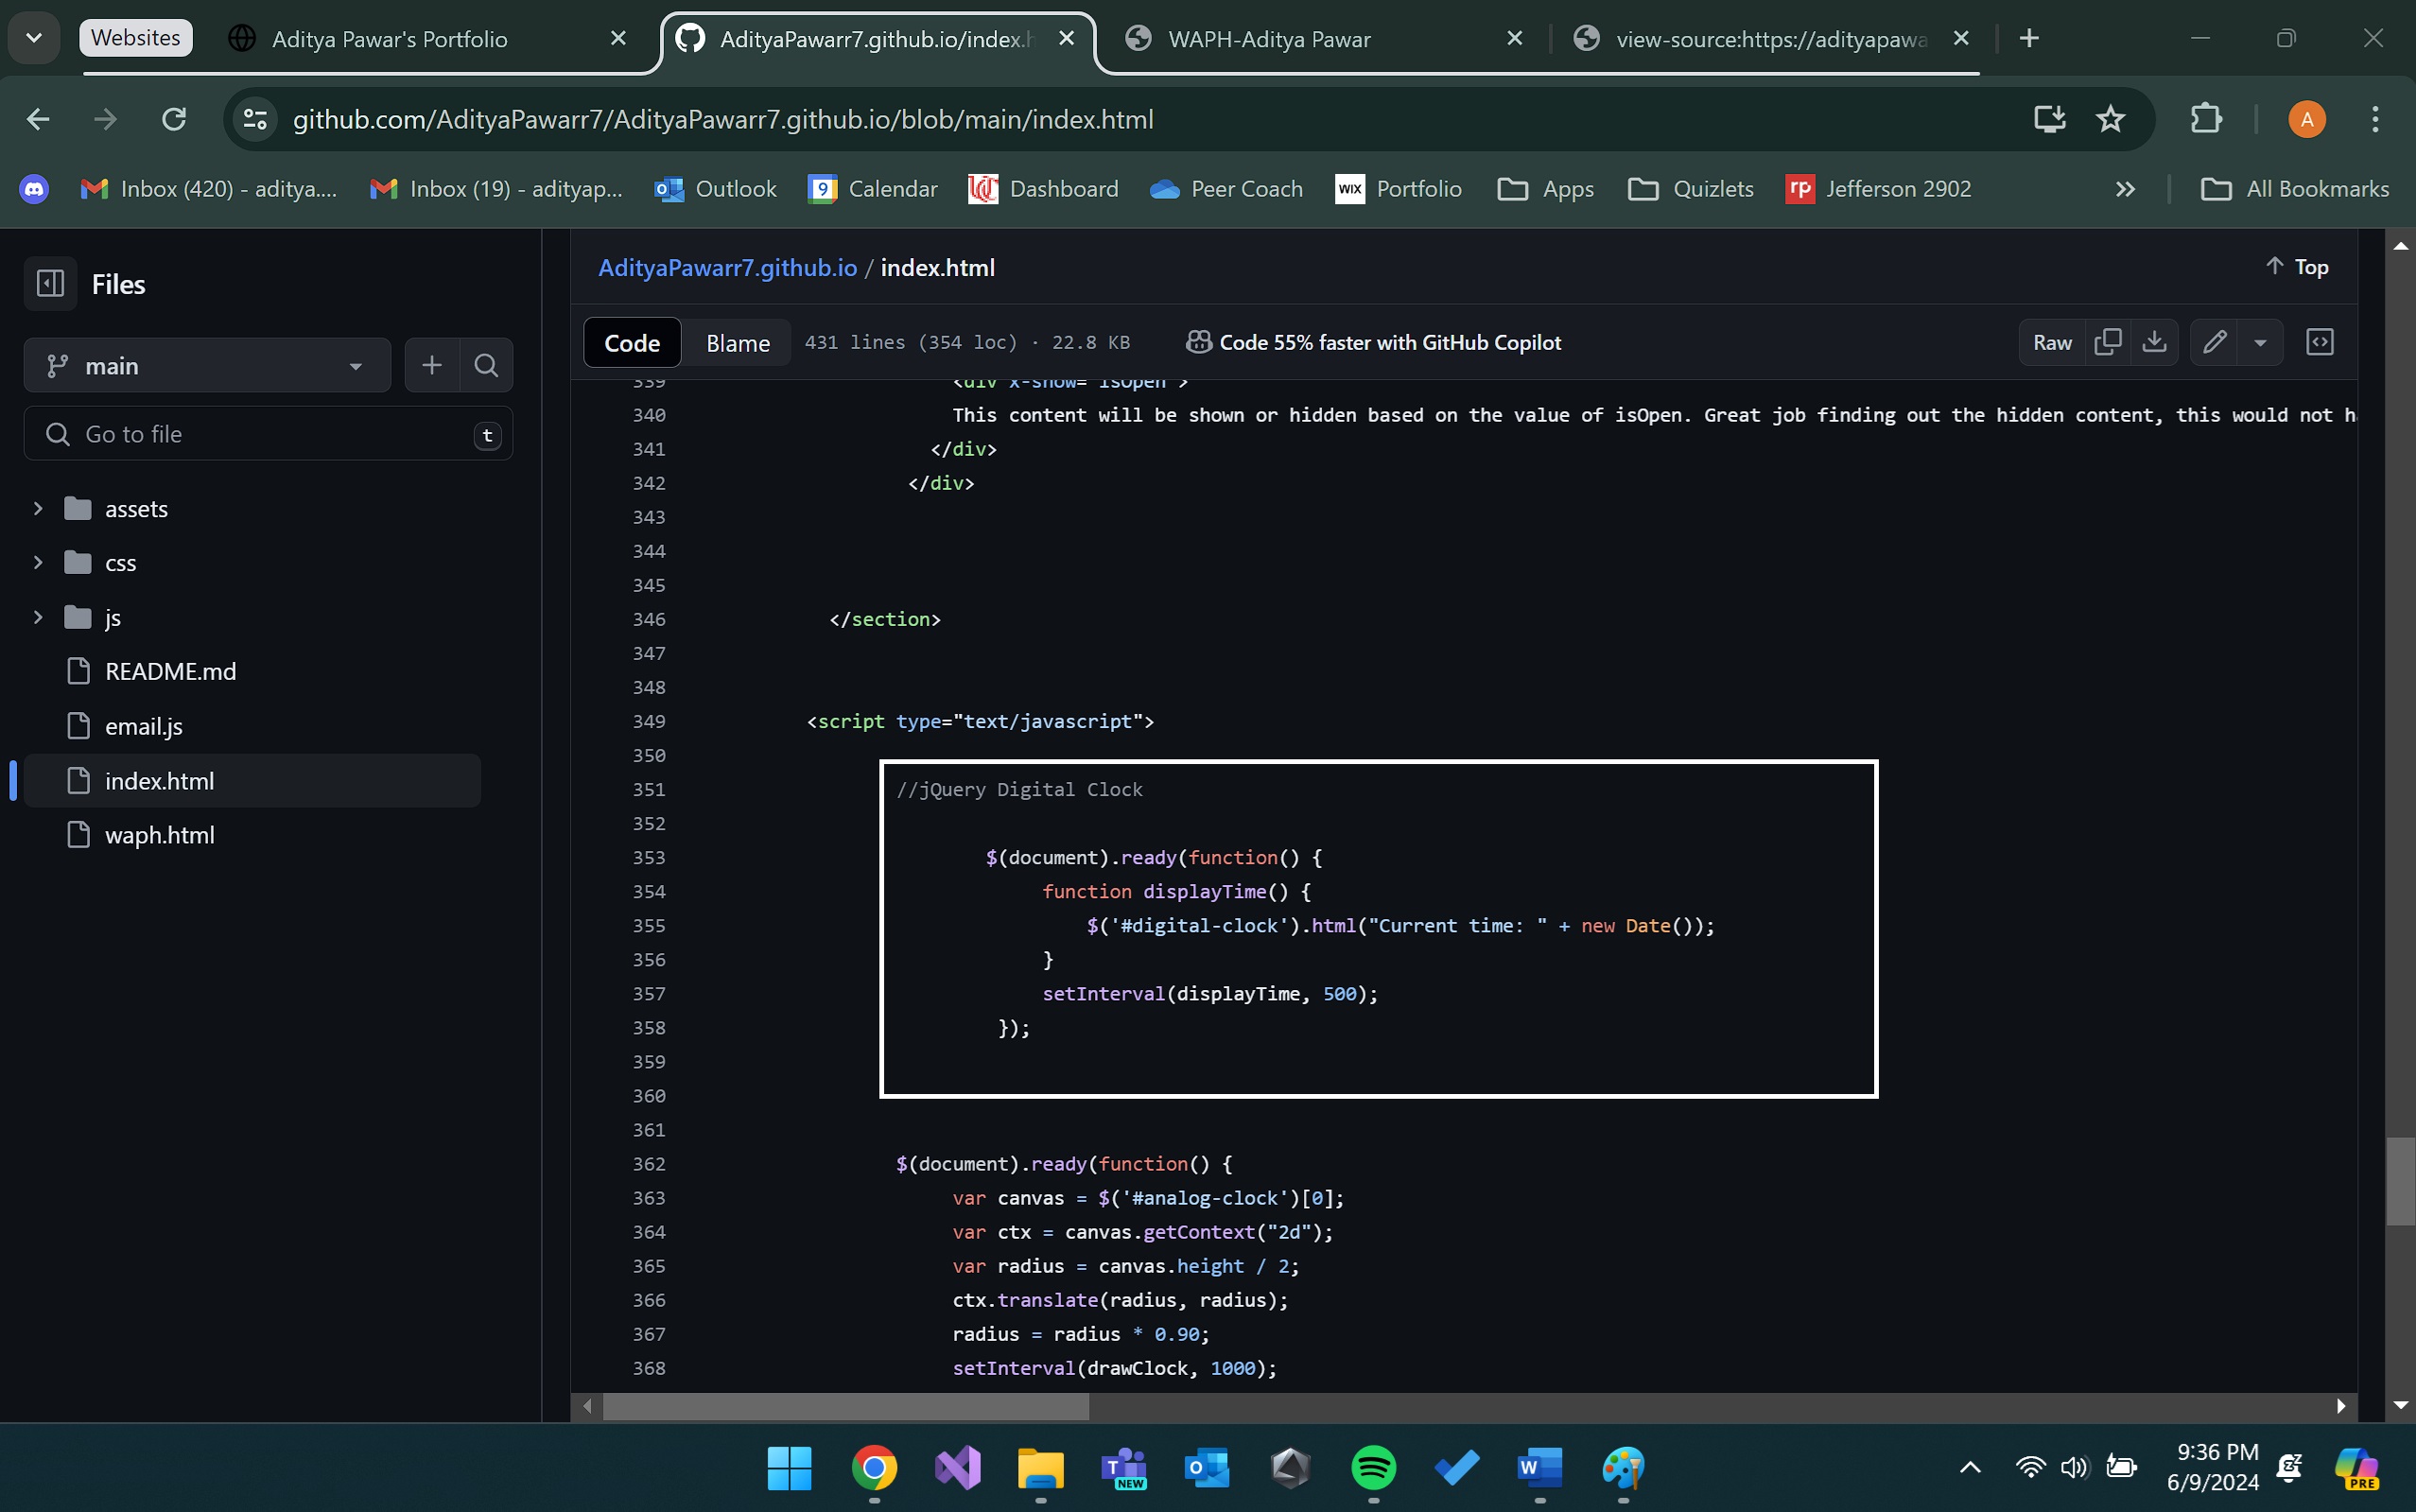 Websites
Aditya Pawar's Portfolio
AdityaPawarr7.github.io/index.h
WAPH-Aditya Pawar
view-source:https://adityapawa
github.com/AdityaPawarr7/AdityaPawarr7.github.io/blob/main/index.html
A
Inbox (420) - aditya....
Inbox (19) - adityap...
Outlook
9
Calendar
Dashboard
Peer Coach
WIX
Portfolio
Apps
Quizlets
rp
Jefferson 2902
All Bookmarks
Files
AdityaPawarr7.github.io / index.html
Top
main
Code
Blame
431 lines (354 loc) · 22.8 KB
Code 55% faster with GitHub Copilot
Raw
Go to file
t
assets
css
js
README.md
email.js
index.html
waph.html
339 <div x-show="isOpen">
340 This content will be shown or hidden based on the value of isOpen. Great job finding out the hidden content, this would not h
341 </div>
342 </div>
343
344
345
346 </section>
347
348
349 <script type="text/javascript">
350
351 //jQuery Digital Clock
352
353 $(document).ready(function() {
354 function displayTime() {
355 $('#digital-clock').html("Current time: " + new Date());
356 }
357 setInterval(displayTime, 500);
358 });
359
360
361
362 $(document).ready(function() {
363 var canvas = $('#analog-clock')[0];
364 var ctx = canvas.getContext("2d");
365 var radius = canvas.height / 2;
366 ctx.translate(radius, radius);
367 radius = radius * 0.90;
368 setInterval(drawClock, 1000);
T
NEW
W
9:36 PM
6/9/2024
PRE